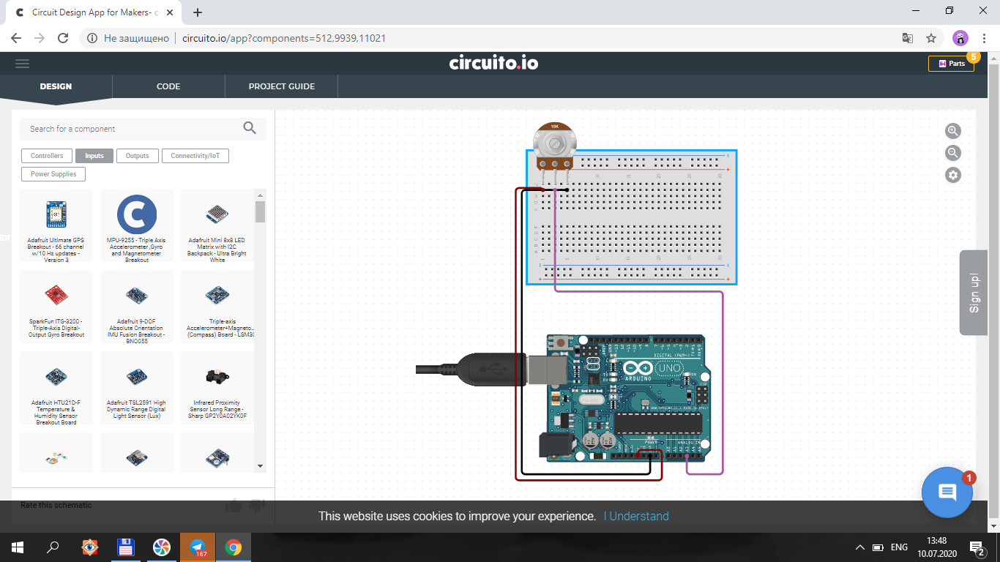 Circuit Design App for Makers- c
Не защищено
circuito.io/app?components=512,9939,11021
circuito.io
Parts
5
DESIGN
CODE
PROJECT GUIDE
Search for a component
Controllers
Inputs
Outputs
Connectivity/IoT
Power Supplies
Adafruit Ultimate GPS
Breakout - 66 channel
w/10 Hz updates -
Version 3
MPU-9255 - Triple Axis
Accelerometer ,Gyro
and Magnetometer
Breakout
Adafruit Mini 8x8 LED
Matrix with I2C
Backpack - Ultra Bright
White
SparkFun ITG-3200 -
Triple-Axis Digital-
Output Gyro Breakout
Adafruit 9-DOF
Absolute Orientation
IMU Fusion Breakout -
BNO055
Triple-axis
Accelerometer+Magneto...
(Compass) Board - LSM30
Adafruit HTU21D-F
Temperature &
Humidity Sensor
Breakout Board
Adafruit TSL2591 High
Dynamic Range Digital
Light Sensor (Lux)
Infrared Proximity
Sensor Long Range -
Sharp GP2Y0A02YK0F
10K
DIGITAL (PWM~)
UNO
ARDUINO
POWER
ANALOG IN
Sign up!
1
Rate this schematic
This website uses cookies to improve your experience.
I Understand
167
ENG
13:48
10.07.2020
2